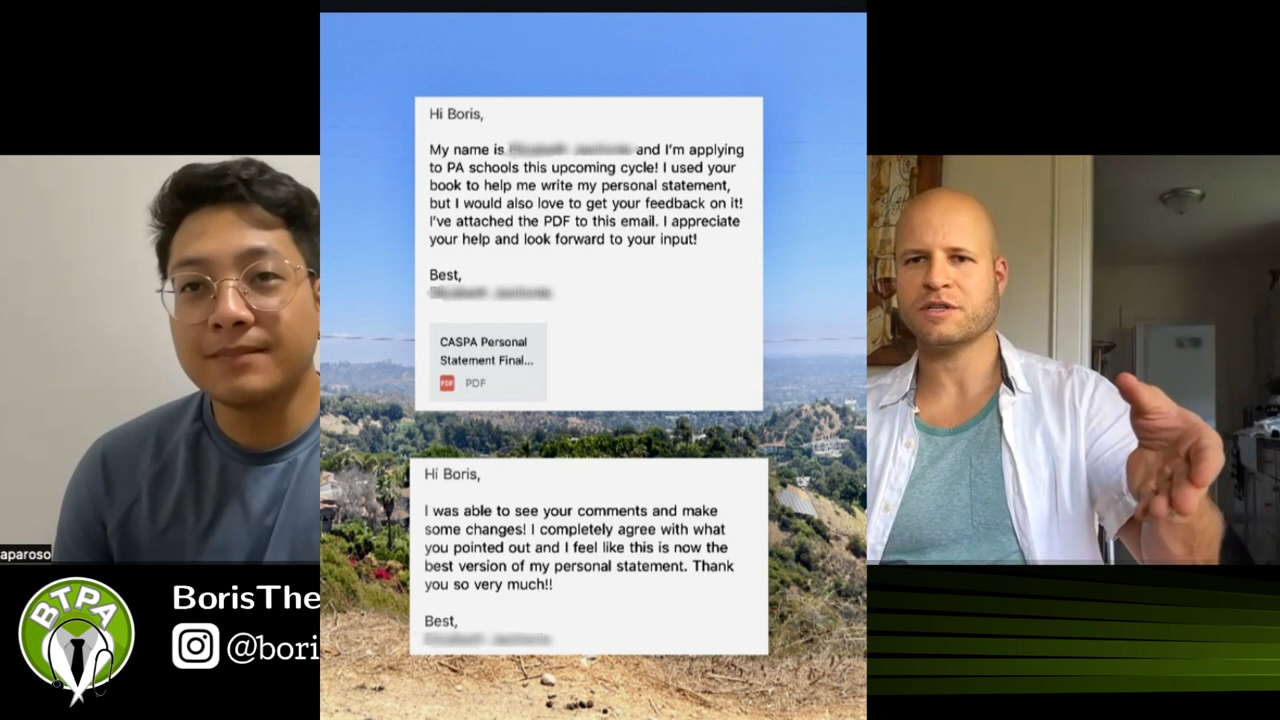 Hi Boris,
My name is and I'm applying
to PA schools this upcoming cycle! I used your
book to help me write my personal statement,
but I would also love to get your feedback on it!
I've attached the PDF to this email. I appreciate
your help and look forward to your input!
Best,
CASPA Personal
Statement Final...
PDF
PDF
Hi Boris,
I was able to see your comments and make
some changes! I completely agree with what
you pointed out and I feel like this is now the
best version of my personal statement. Thank
you so very much!!
Best,
aparoso
BTPA
BorisThe
@bori